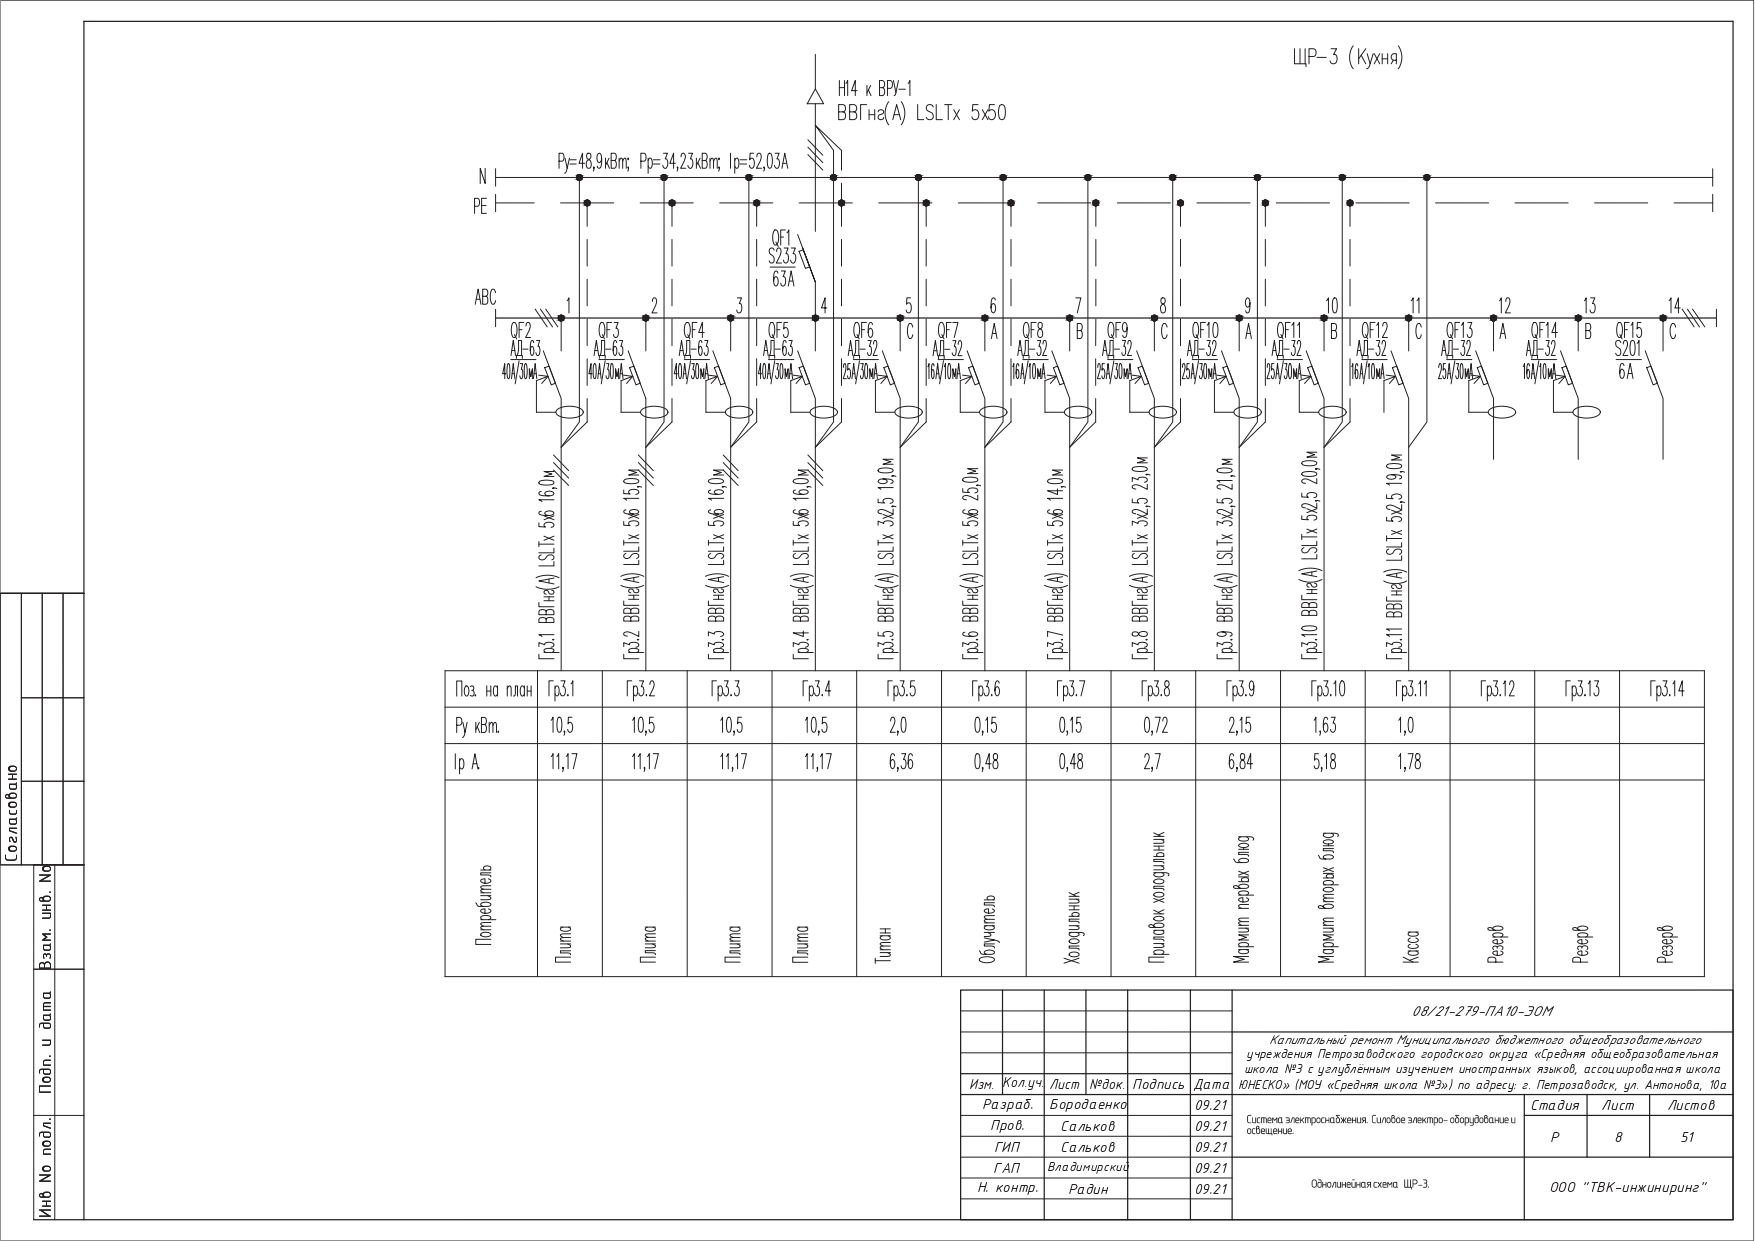 ЩР-3 (Кухня)
Н14 к ВРУ-1
ВВГнг(А) LSLTx 5х50
Ру=48,9кВт; Рр=34,23кВт; Iр=52,03А
N
PE
QF1
S233
63А
ABC
1 2 3 4 5 6 7 8 9 10 11 12 13 14
C A B C A B C A B C
QF2 QF3 QF4 QF5 QF6 QF7 QF8 QF9 QF10 QF11 QF12 QF13 QF14 QF15
АД-63 АД-63 АД-63 АД-63 АД-32 АД-32 АД-32 АД-32 АД-32 АД-32 АД-32 АД-32 АД-32 S201
40А/30мА 40А/30мА 40А/30мА 40А/30мА 25А/30мА 16А/10мА 16А/10мА 25А/30мА 25А/30мА 25А/30мА 16А/10мА 25А/30мА 16А/10мА 6А
Гр3.1 ВВГнг(А) LSLTx 5х6 16,0м
Гр3.2 ВВГнг(А) LSLTx 5х6 15,0м
Гр3.3 ВВГнг(А) LSLTx 5х6 16,0м
Гр3.4 ВВГнг(А) LSLTx 5х6 16,0м
Гр3.5 ВВГнг(А) LSLTx 3х2,5 19,0м
Гр3.6 ВВГнг(А) LSLTx 5х6 25,0м
Гр3.7 ВВГнг(А) LSLTx 5х6 14,0м
Гр3.8 ВВГнг(А) LSLTx 3х2,5 23,0м
Гр3.9 ВВГнг(А) LSLTx 3х2,5 21,0м
Гр3.10 ВВГнг(А) LSLTx 5х2,5 20,0м
Гр3.11 ВВГнг(А) LSLTx 5х2,5 19,0м
Поз. на план Гр3.1 Гр3.2 Гр3.3 Гр3.4 Гр3.5 Гр3.6 Гр3.7 Гр3.8 Гр3.9 Гр3.10 Гр3.11 Гр3.12 Гр3.13 Гр3.14
Ру кВт. 10,5 10,5 10,5 10,5 2,0 0,15 0,15 0,72 2,15 1,63 1,0
Iр А. 11,17 11,17 11,17 11,17 6,36 0,48 0,48 2,7 6,84 5,18 1,78
Потребитель Плита Плита Плита Плита Титан Облучатель Холодильник Прилавок холодильник Мармит первых блюд Мармит вторых блюд Касса Резерв Резерв Резерв
Согласовано
Взам. инв. No
Подп. и дата
Инв No подл.
08/21-279-ПА10-ЭОМ
Капитальный ремонт Муниципального бюджетного общеобразовательного
учреждения Петрозаводского городского округа «Средняя общеобразовательная
школа №3 с углублённым изучением иностранных языков, ассоциированная школа
ЮНЕСКО» (МОУ «Средняя школа №3») по адресу: г. Петрозаводск, ул. Антонова, 10а
Изм. Кол.уч. Лист №док. Подпись Дата
Разраб. Бородаенко 09.21
Пров. Сальков 09.21
ГИП Сальков 09.21
ГАП Владимирский 09.21
Н. контр. Радин 09.21
Система электроснабжения. Силовое электро- оборудование и
освещение.
Стадия Лист Листов
Р 8 51
Однолинейная схема ЩР-3.
ООО "ТВК-инжиниринг"